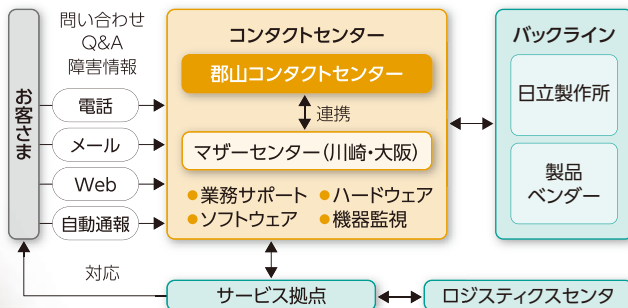 問い合わせ
Q&A
障害情報
お客さま
電話
メール
Web
自動通報
コンタクトセンター
郡山コンタクトセンター
連携
マザーセンター(川崎・大阪)
●業務サポート ●ハードウェア
●ソフトウェア ●機器監視
バックライン
日立製作所
製品
ベンダー
対応
サービス拠点
ロジスティクスセンタ